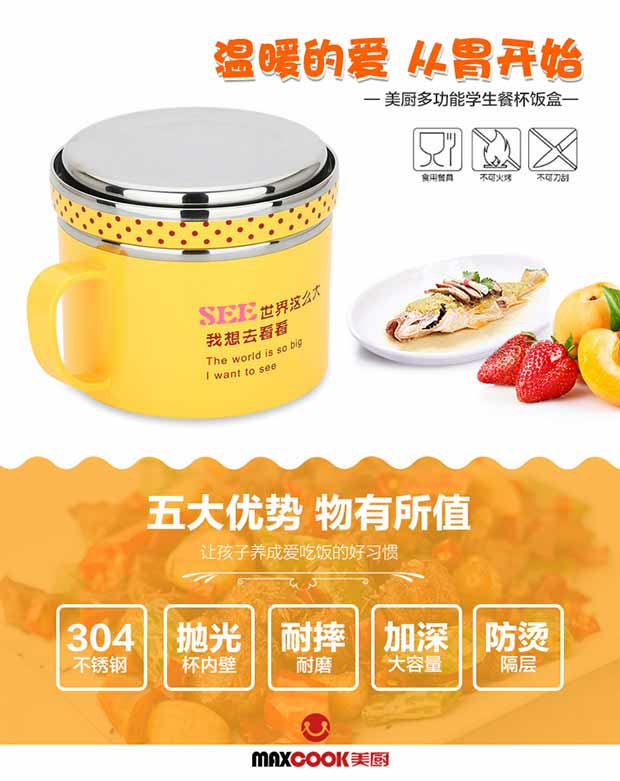 温暖的爱 从胃开始
— 美厨多功能学生餐杯饭盒—
食用餐具 不可火烤 不可刀刮
SEE世界这么大
我想去看看
The world is so big
I want to see
五大优势 物有所值
让孩子养成爱吃饭的好习惯
304 抛光 耐摔 加深 防烫
不锈钢 杯内壁 耐磨 大容量 隔层
MAXCOOK美厨